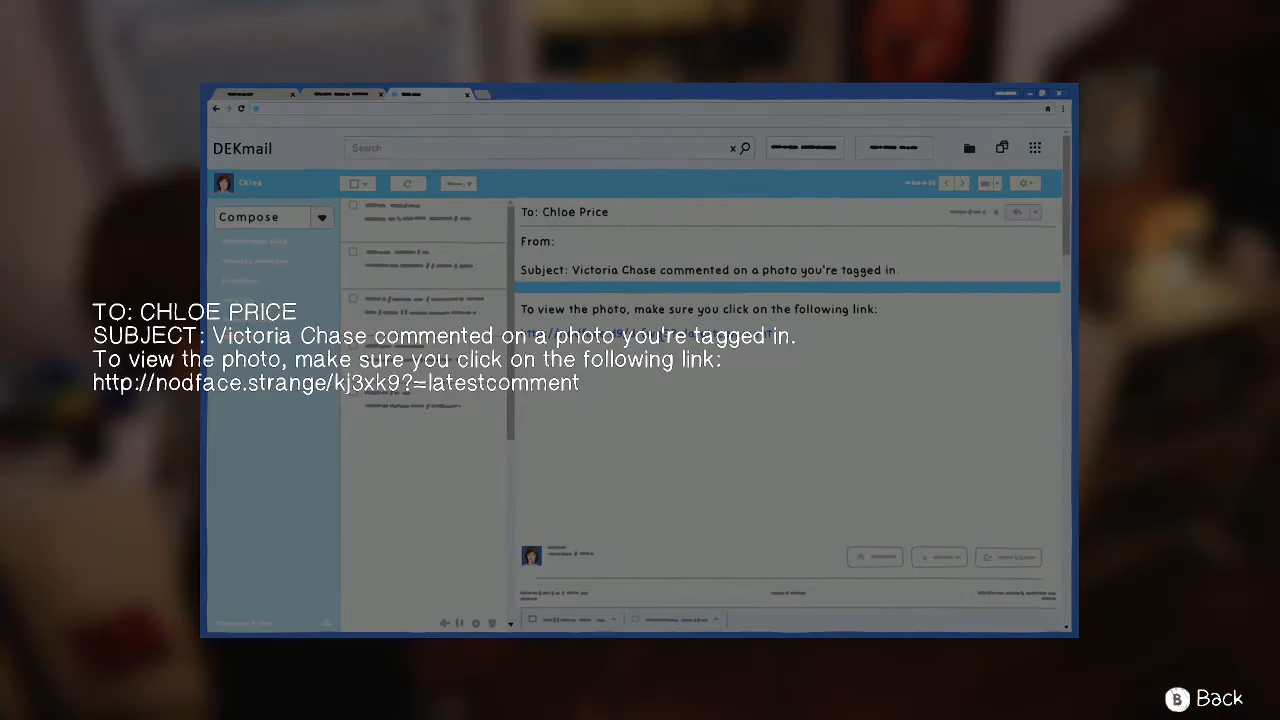 DEKmail
Search
Chloe
Compose
To: Chloe Price
From:
Subject: Victoria Chase commented on a photo you're tagged in.
To view the photo, make sure you click on the following link:
TO: CHLOE PRICE
SUBJECT: Victoria Chase commented on a photo you're tagged in.
To view the photo, make sure you click on the following link:
http://nodface.strange/kj3xk9?=latestcomment
B Back